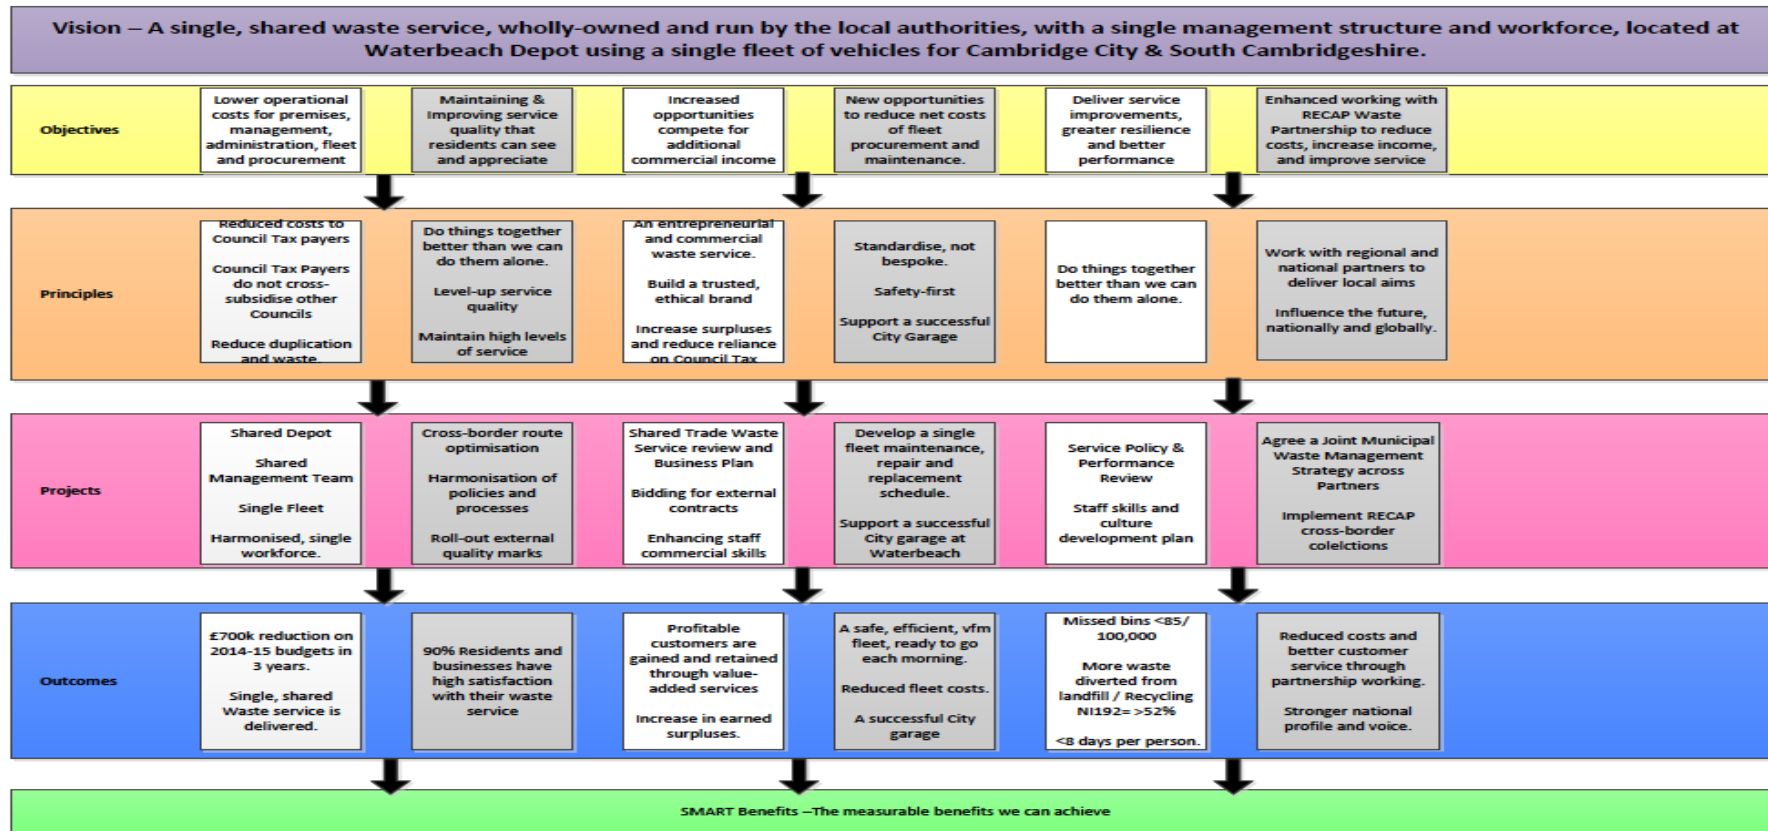 Vision – A single, shared waste service, wholly-owned and run by the local authorities, with a single management structure and workforce, located at
Waterbeach Depot using a single fleet of vehicles for Cambridge City & South Cambridgeshire.
Objectives
Lower operational
costs for premises,
management,
administration, fleet
and procurement
Maintaining &
Improving service
quality that
residents can see
and appreciate
Increased
opportunities
compete for
additional
commercial income
New opportunities
to reduce net costs
of fleet
procurement and
maintenance.
Deliver service
improvements,
greater resilience
and better
performance
Enhanced working with
RECAP Waste
Partnership to reduce
costs, increase income,
and improve service
Principles
Reduced costs to
Council Tax payers
Council Tax Payers
do not cross-
subsidise other
Councils
Reduce duplication
and waste.
Do things together
better than we can
do them alone.
Level-up service
quality
Maintain high levels
of service
An entrepreneurial
and commercial
waste service.
Build a trusted,
ethical brand
Increase surpluses
and reduce reliance
on Council Tax
Standardise, not
bespoke.
Safety-first
Support a successful
City Garage
Do things together
better than we can
do them alone.
Work with regional and
national partners to
deliver local aims
Influence the future,
nationally and globally.
Projects
Shared Depot
Shared
Management Team
Single Fleet
Harmonised, single
workforce.
Cross-border route
optimisation
Harmonisation of
policies and
processes
Roll-out external
quality marks
Shared Trade Waste
Service review and
Business Plan
Bidding for external
contracts
Enhancing staff
commercial skills
Develop a single
fleet maintenance,
repair and
replacement
schedule.
Support a successful
City garage at
Waterbeach
Service Policy &
Performance
Review
Staff skills and
culture
development plan
Agree a Joint Municipal
Waste Management
Strategy across
Partners
Implement RECAP
cross-border
colelctions
Outcomes
£700k reduction on
2014-15 budgets in
3 years.
Single, shared
Waste service is
delivered.
90% Residents and
businesses have
high satisfaction
with their waste
service
Profitable
customers are
gained and retained
through value-
added services
Increase in earned
surpluses.
A safe, efficient, vfm
fleet, ready to go
each morning.
Reduced fleet costs.
A successful City
garage
Missed bins <85/
100,000
More waste
diverted from
landfill / Recycling
NI192= >52%
<8 days per person.
Reduced costs and
better customer
service through
partnership working.
Stronger national
profile and voice.
SMART Benefits –The measurable benefits we can achieve